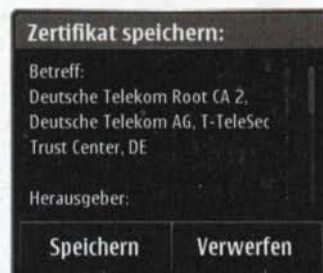 Zertifikat speichern:
Betreff:
Deutsche Telekom Root CA 2,
Deutsche Telekom AG, T-TeleSec
Trust Center, DE
Herausgeber:
Speichern Verwerfen